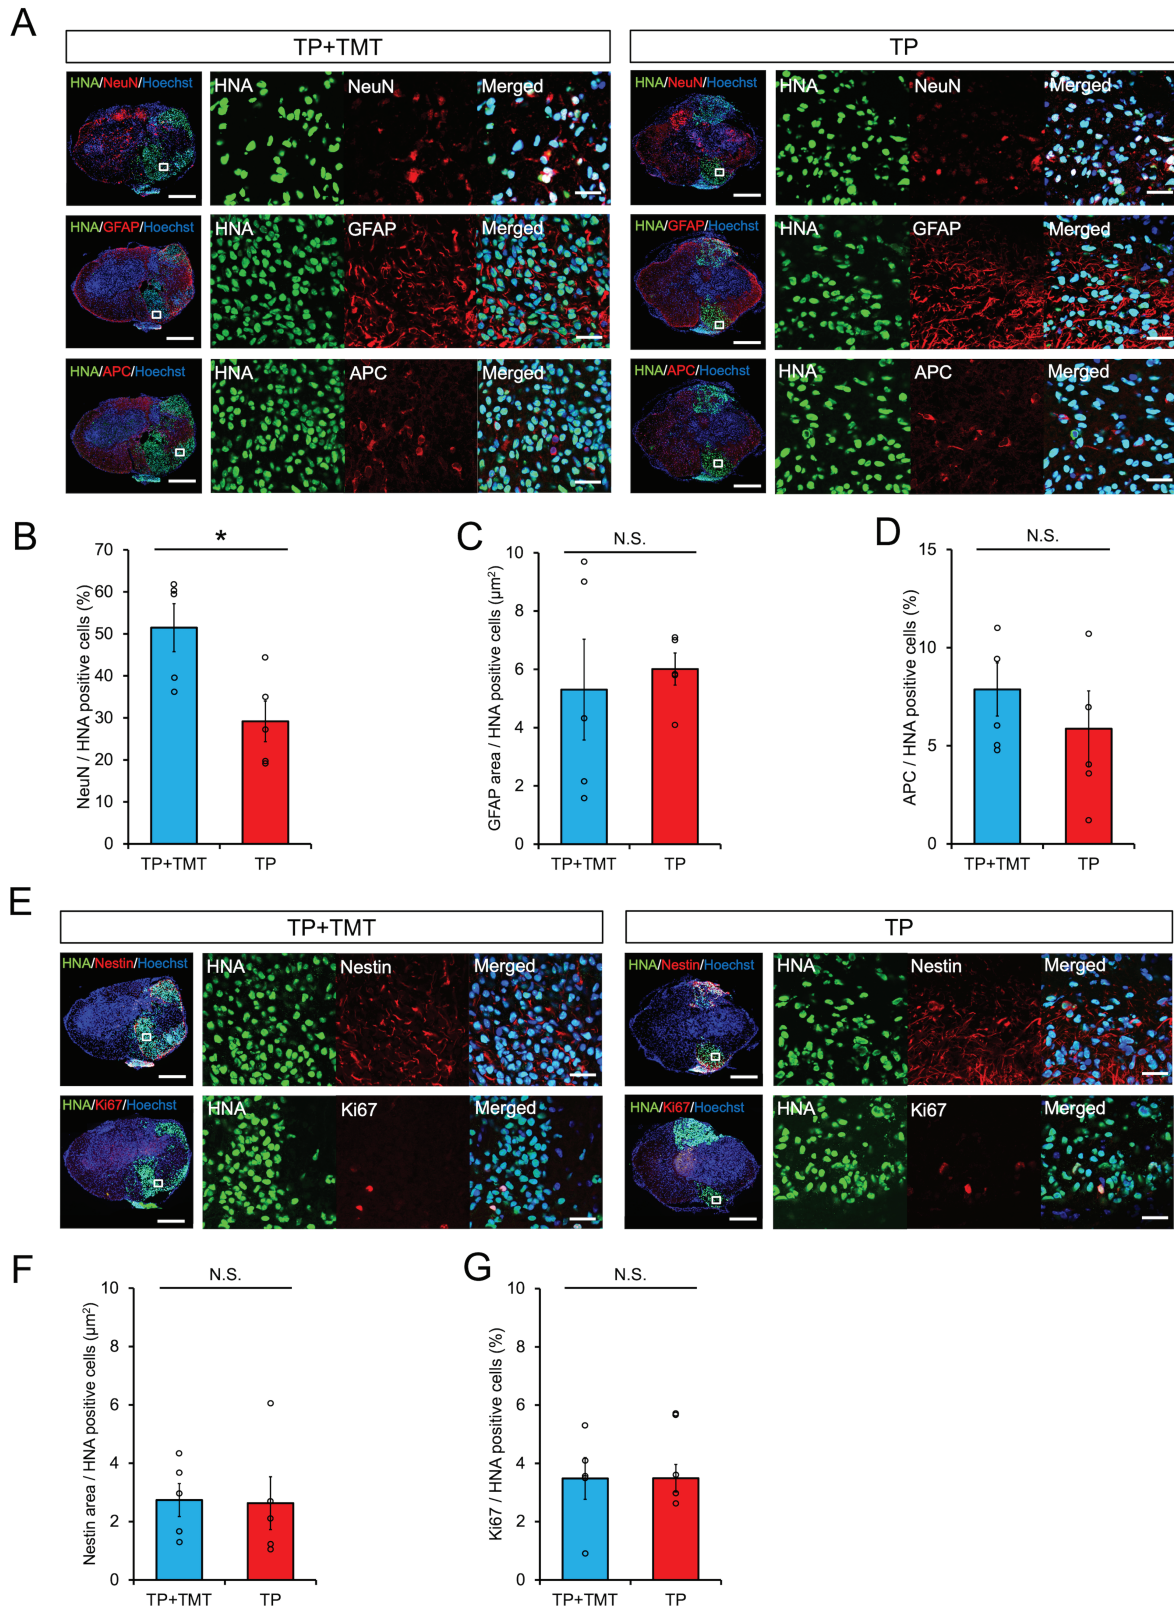 A
TP+TMT
TP
HNA/NeuN/Hoechst
HNA
NeuN
Merged
HNA/NeuN/Hoechst
HNA
NeuN
Merged
HNA/GFAP/Hoechst
HNA
GFAP
Merged
HNA/GFAP/Hoechst
HNA
GFAP
Merged
HNA/APC/Hoechst
HNA
APC
Merged
HNA/APC/Hoechst
HNA
APC
Merged
B
*
NeuN / HNA positive cells (%)
70
60
50
40
30
20
10
0
TP+TMT
TP
C
N.S.
GFAP area / HNA positive cells (μm²)
10
8
6
4
2
0
TP+TMT
TP
D
N.S.
APC / HNA positive cells (%)
15
10
5
0
TP+TMT
TP
E
TP+TMT
TP
HNA/Nestin/Hoechst
HNA
Nestin
Merged
HNA/Nestin/Hoechst
HNA
Nestin
Merged
HNA/Ki67/Hoechst
HNA
Ki67
Merged
HNA/Ki67/Hoechst
HNA
Ki67
Merged
F
N.S.
Nestin area / HNA positive cells (μm²)
10
8
6
4
2
0
TP+TMT
TP
G
N.S.
Ki67 / HNA positive cells (%)
10
8
6
4
2
0
TP+TMT
TP